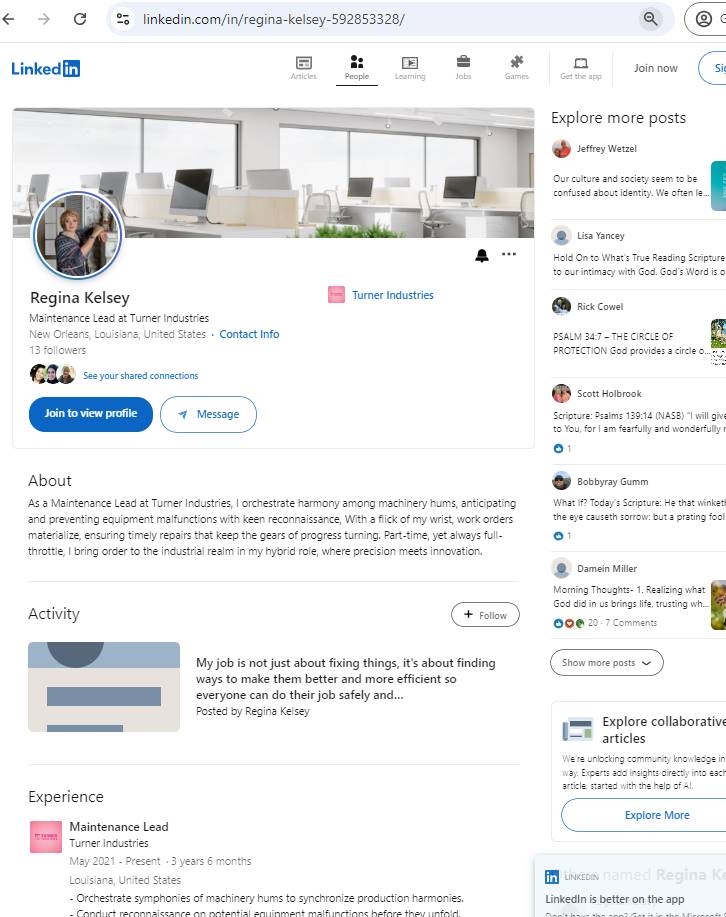 linkedin.com/in/regina-kelsey-592853328/
Linked in
Articles
People
Learning
Jobs
Games
Get the app
Join now
Regina Kelsey
Maintenance Lead at Turner Industries
New Orleans, Louisiana, United States · Contact Info
13 followers
See your shared connections
Join to view profile
Message
Turner Industries
About
As a Maintenance Lead at Turner Industries, I orchestrate harmony among machinery hums, anticipating
and preventing equipment malfunctions with keen reconnaissance, With a flick of my wrist, work orders
materialize, ensuring timely repairs that keep the gears of progress turning. Part-time, yet always full-
throttle, I bring order to the industrial realm in my hybrid role, where precision meets innovation.
Activity
+ Follow
My job is not just about fixing things, it's about finding
ways to make them better and more efficient so
everyone can do their job safely and...
Posted by Regina Kelsey
Experience
Maintenance Lead
Turner Industries
May 2021 - Present · 3 years 6 months
Louisiana, United States
- Orchestrate symphonies of machinery hums to synchronize production harmonies.
- Conduct reconnaissance on potential equipment malfunctions before they unfold.
Explore more posts
Jeffrey Wetzel
Our culture and society seem to be
confused about identity. We often le...
Lisa Yancey
Hold On to What's True Reading Scripture
to our intimacy with God. God's Word is
Rick Cowel
PSALM 34:7 – THE CIRCLE OF
PROTECTION God provides a circle o...
Scott Holbrook
Scripture: Psalms 139:14 (NASB) "I will
to You, for I am fearfully and wonderfully
1
Bobbyray Gumm
What If? Today's Scripture: He that
the eye causeth sorrow: but a prating fool
1
Damein Miller
Morning Thoughts- 1. Realizing what
God did in us brings life, trusting wh...
20 · 7 Comments
Show more posts
Explore
articles
We're unlocking community knowledge in
way. Experts add insights directly into
article, started with the help of AI.
Explore More
named Regina
LINKEDIN
LinkedIn is better on the app
Don't have the app? Get it in the Microsoft